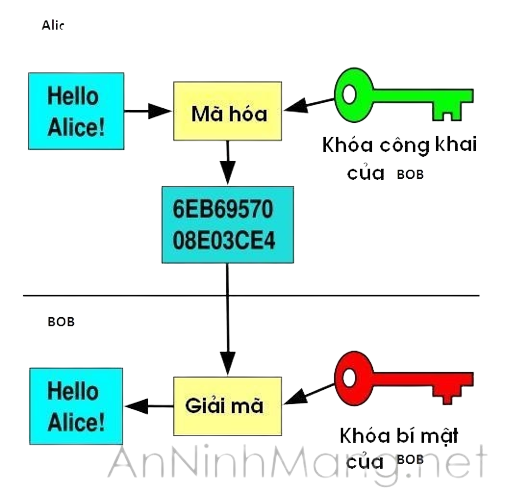 Alic
Hello
Alice!
Mã hóa
Khóa công khai
của BOB
6EB69570
08E03CE4
BOB
Hello
Alice!
Giải mã
Khóa bí mật
của BOB
AnNinhMang.net